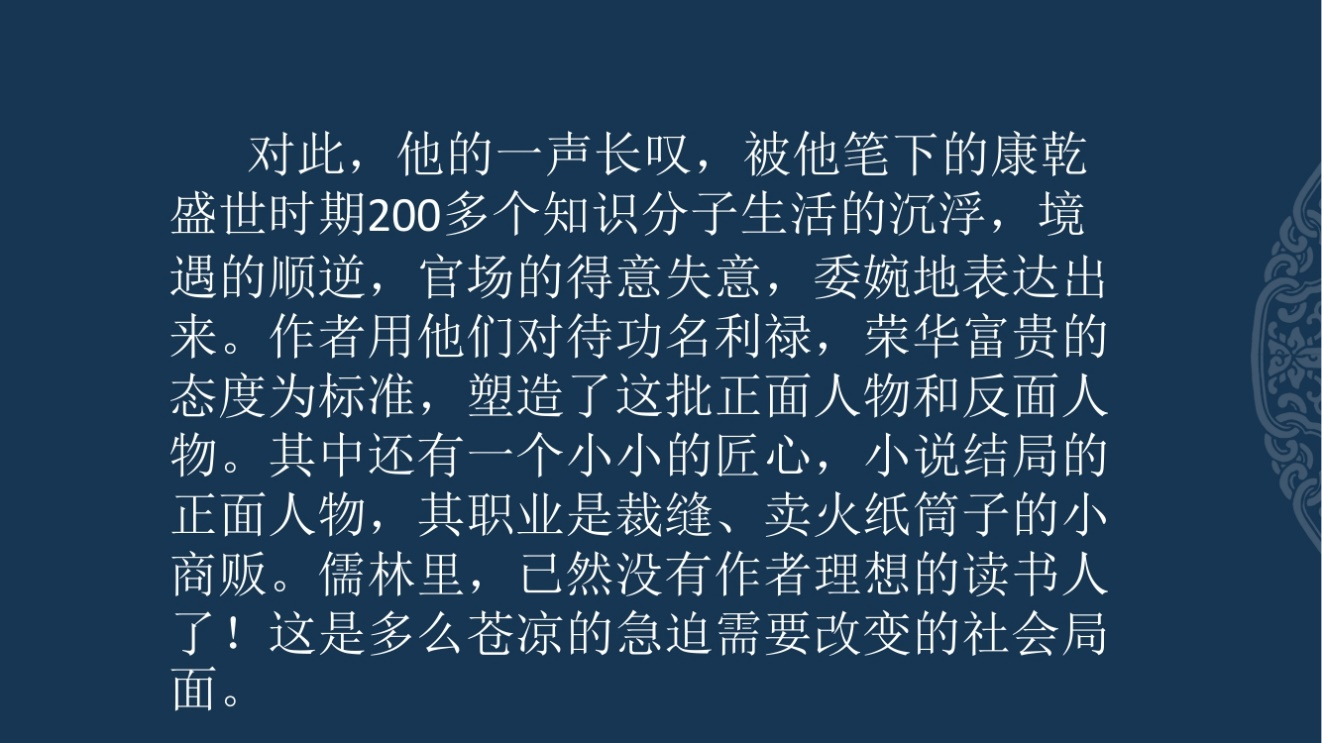 对此，他的一声长叹，被他笔下的康乾
盛世时期200多个知识分子生活的沉浮，境
遇的顺逆，官场的得意失意，委婉地表达出
来。作者用他们对待功名利禄，荣华富贵的
态度为标准，塑造了这批正面人物和反面人
物。其中还有一个小小的匠心，小说结局的
正面人物，其职业是裁缝、卖火纸筒子的小
商贩。儒林里，已然没有作者理想的读书人
了！这是多么苍凉的急迫需要改变的社会局
面。